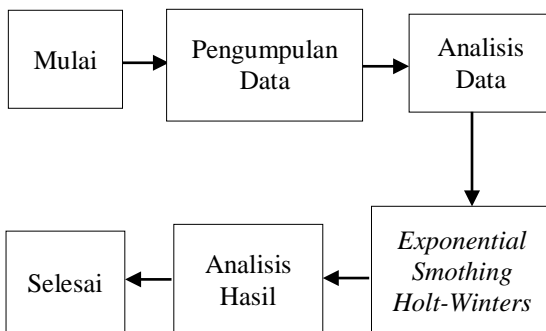 Mulai
Pengumpulan
Data
Analisis
Data
Exponential
Smothing
Holt-Winters
Analisis
Hasil
Selesai